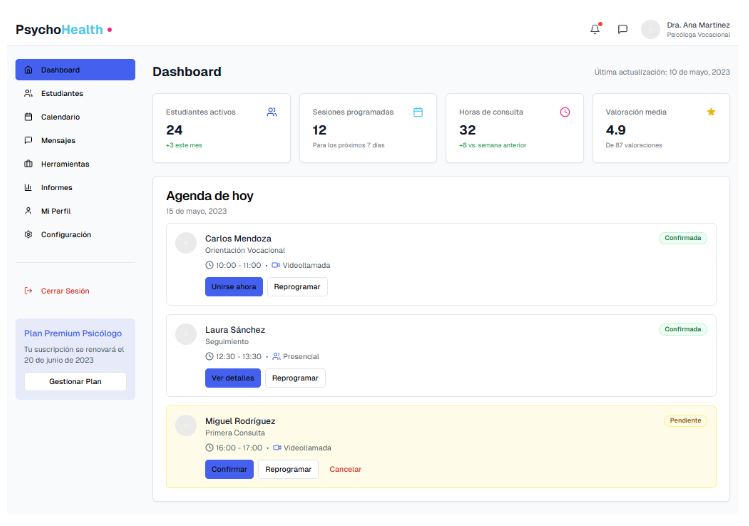 PsychoHealth
Dra. Ana Martínez
Psicóloga Vocacional
Dashboard
Estudiantes
Calendario
Mensajes
Herramientas
Informes
Mi Perfil
Configuración
Cerrar Sesión
Plan Premium Psicólogo
Tu suscripción se renovará el
20 de junio de 2023
Gestionar Plan
Dashboard
Última actualización: 10 de mayo, 2023
Estudiantes activos
24
+3 este mes
Sesiones programadas
12
Para los próximos 7 días
Horas de consulta
32
+8 vs. semana anterior
Valoración media
4.9
De 87 valoraciones
Agenda de hoy
15 de mayo, 2023
Carlos Mendoza
Confirmada
Orientación Vocacional
10:00 - 11:00 • Videollamada
Unirse ahora Reprogramar
Laura Sánchez
Confirmada
Seguimiento
12:30 - 13:30 • Presencial
Ver detalles Reprogramar
Miguel Rodríguez
Pendiente
Primera Consulta
16:00 - 17:00 • Videollamada
Confirmar Reprogramar Cancelar